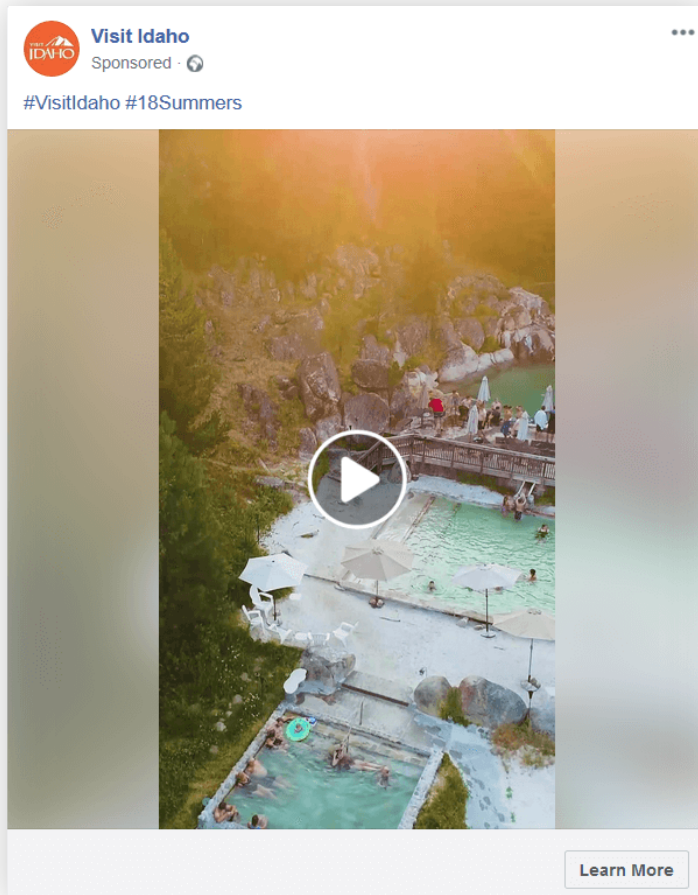 Visit Idaho
VISIT
IDAHO
Sponsored ·
#VisitIdaho #18Summers
Learn More